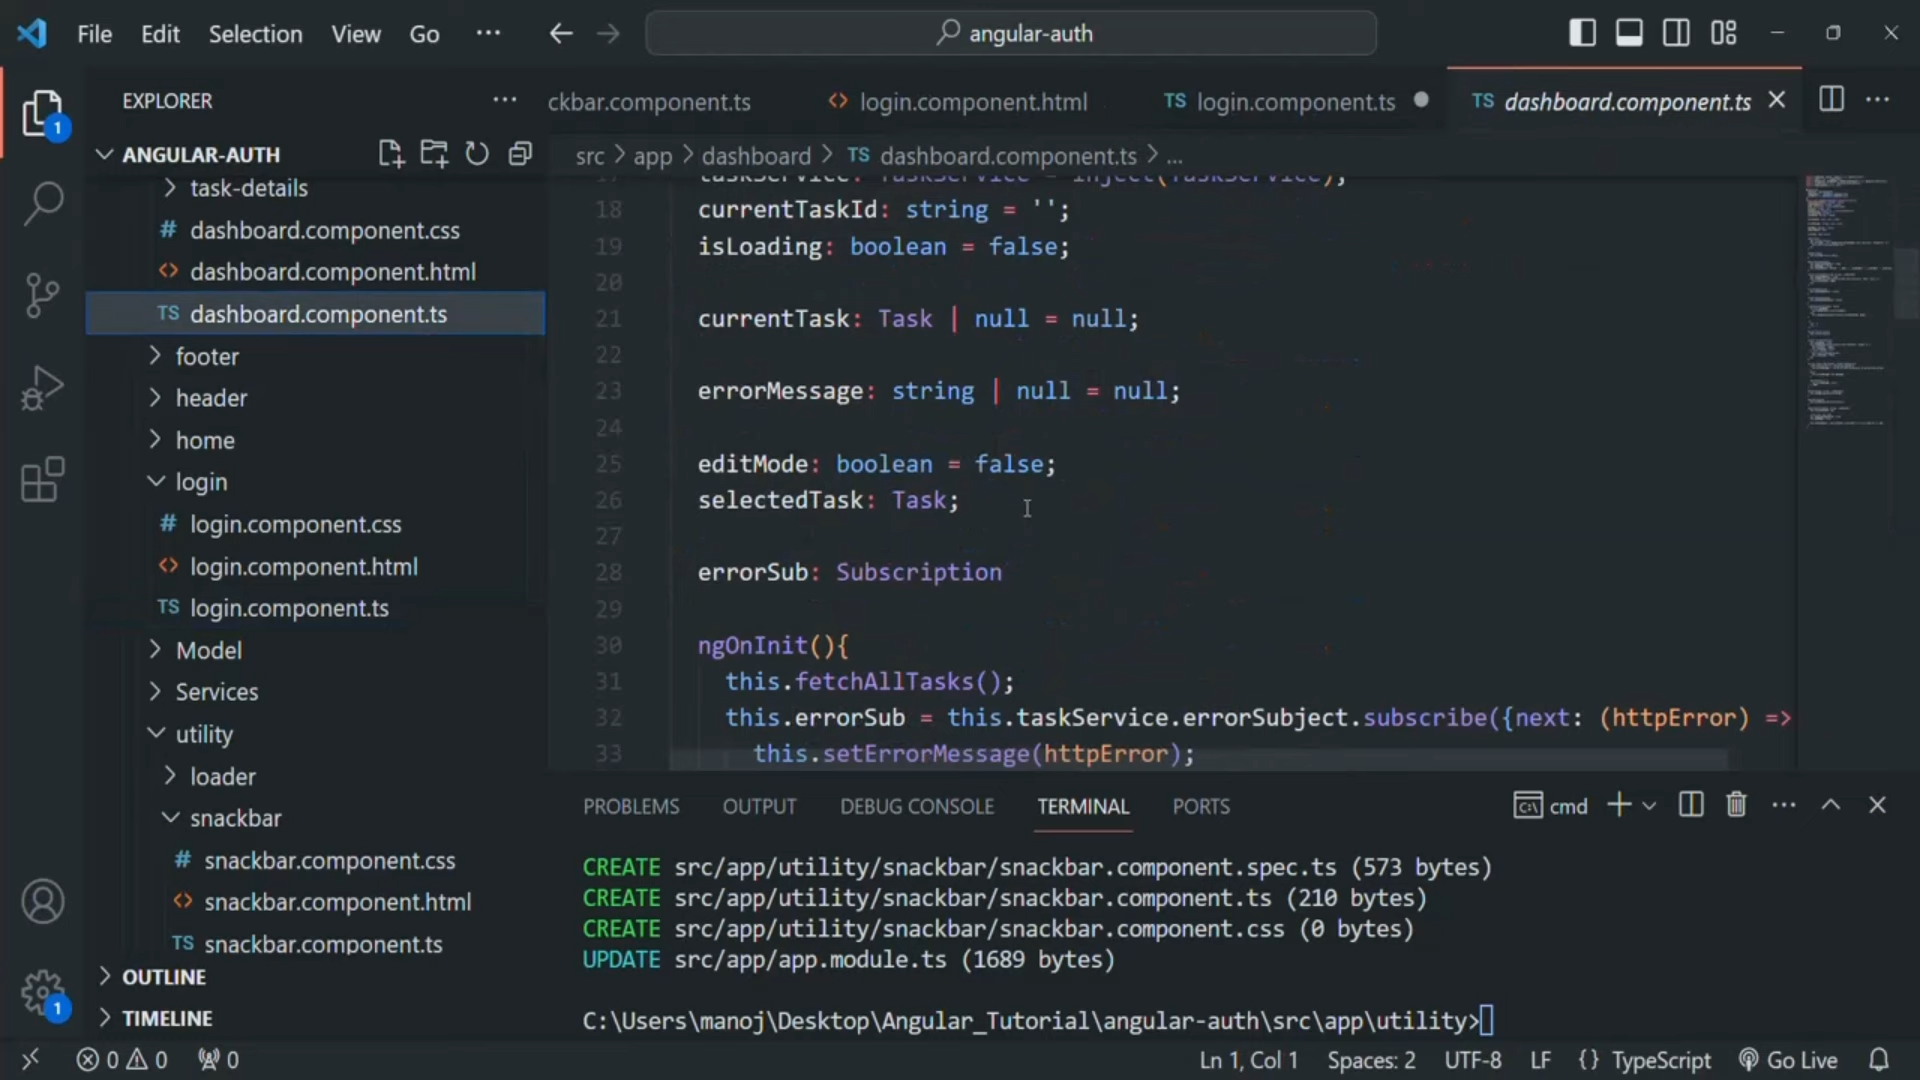 File Edit Selection View Go ··· angular-auth
EXPLORER ···
ckbar.component.ts <> login.component.html TS login.component.ts TS dashboard.component.ts ···
ANGULAR-AUTH
src > app > dashboard > TS dashboard.component.ts > ...
task-details
# dashboard.component.css
<> dashboard.component.html
TS dashboard.component.ts
footer
header
home
login
# login.component.css
<> login.component.html
TS login.component.ts
Model
Services
utility
loader
snackbar
# snackbar.component.css
<> snackbar.component.html
TS snackbar.component.ts
OUTLINE
TIMELINE
17 taskService: TaskService = inject(TaskService);
18 currentTaskId: string = '';
19 isLoading: boolean = false;
20
21 currentTask: Task | null = null;
22
23 errorMessage: string | null = null;
24
25 editMode: boolean = false;
26 selectedTask: Task;
27
28 errorSub: Subscription
29
30 ngOnInit(){
31 this.fetchAllTasks();
32 this.errorSub = this.taskService.errorSubject.subscribe({next: (httpError) =>
33 this.setErrorMessage(httpError);
PROBLEMS OUTPUT DEBUG CONSOLE TERMINAL PORTS cmd ···
CREATE src/app/utility/snackbar/snackbar.component.spec.ts (573 bytes)
CREATE src/app/utility/snackbar/snackbar.component.ts (210 bytes)
CREATE src/app/utility/snackbar/snackbar.component.css (0 bytes)
UPDATE src/app/app.module.ts (1689 bytes)
C:\Users\manoj\Desktop\Angular_Tutorial\angular-auth\src\app\utility>
1
1
0 0 0 Ln 1, Col 1 Spaces: 2 UTF-8 LF {} TypeScript Go Live